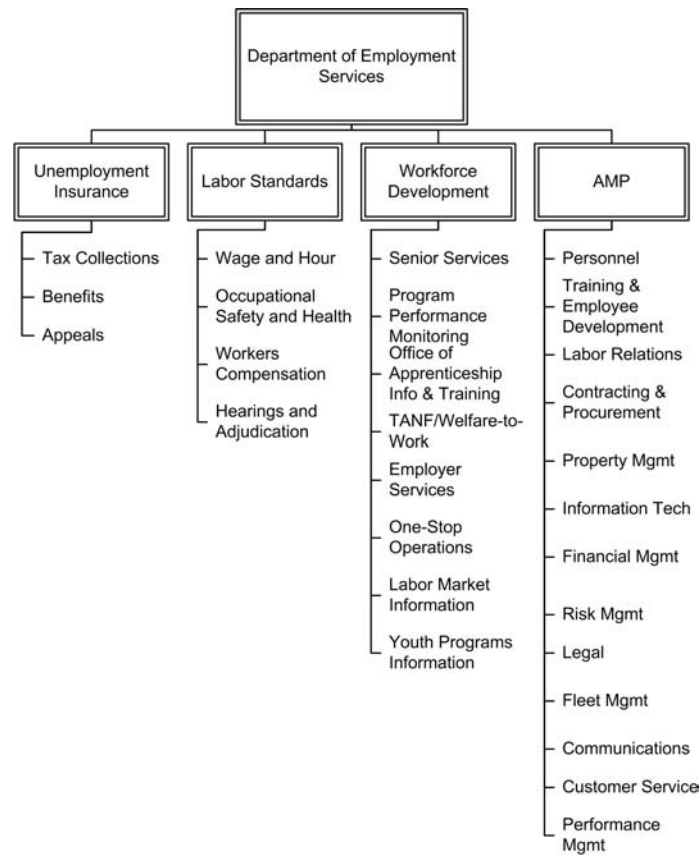 Department of Employment
Services
Unemployment
Insurance
Labor Standards
Workforce
Development
AMP
Tax Collections
Benefits
Appeals
Wage and Hour
Occupational
Safety and Health
Workers
Compensation
Hearings and
Adjudication
Senior Services
Program
Performance
Monitoring
Office of
Apprenticeship
Info & Training
TANF/Welfare-to-
Work
Employer
Services
One-Stop
Operations
Labor Market
Information
Youth Programs
Information
Personnel
Training &
Employee
Development
Labor Relations
Contracting &
Procurement
Property Mgmt
Information Tech
Financial Mgmt
Risk Mgmt
Legal
Fleet Mgmt
Communications
Customer Service
Performance
Mgmt